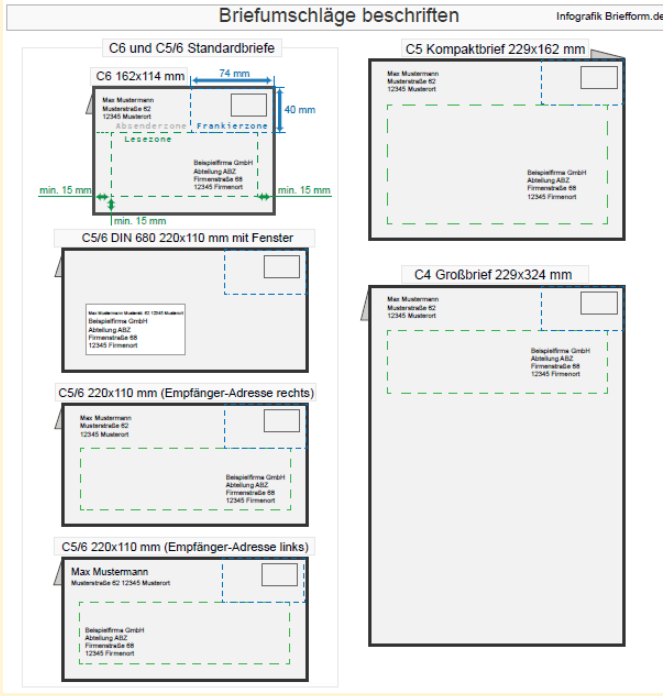 Briefumschläge beschriften
Infografik Briefform.de
C6 und C5/6 Standardbriefe
C6 162x114 mm
74 mm
Max Mustermann
Musterstraße 62
12345 Musterort
40 mm
Absenderzone
Frankierzone
Lesezone
Beispielfirma GmbH
Abteilung ABZ
Firmenstraße 68
12345 Firmenort
min. 15 mm
min. 15 mm
min. 15 mm
C5/6 DIN 680 220x110 mm mit Fenster
Max Mustermann Musterstr. 62 12345 Musterort
Beispielfirma GmbH
Abteilung ABZ
Firmenstraße 68
12345 Firmenort
C5/6 220x110 mm (Empfänger-Adresse rechts)
Max Mustermann
Musterstraße 62
12345 Musterort
Beispielfirma GmbH
Abteilung ABZ
Firmenstraße 68
12345 Firmenort
C5/6 220x110 mm (Empfänger-Adresse links)
Max Mustermann
Musterstraße 62 12345 Musterort
Beispielfirma GmbH
Abteilung ABZ
Firmenstraße 68
12345 Firmenort
C5 Kompaktbrief 229x162 mm
Max Mustermann
Musterstraße 62
12345 Musterort
Beispielfirma GmbH
Abteilung ABZ
Firmenstraße 68
12345 Firmenort
C4 Großbrief 229x324 mm
Max Mustermann
Musterstraße 62
12345 Musterort
Beispielfirma GmbH
Abteilung ABZ
Firmenstraße 68
12345 Firmenort